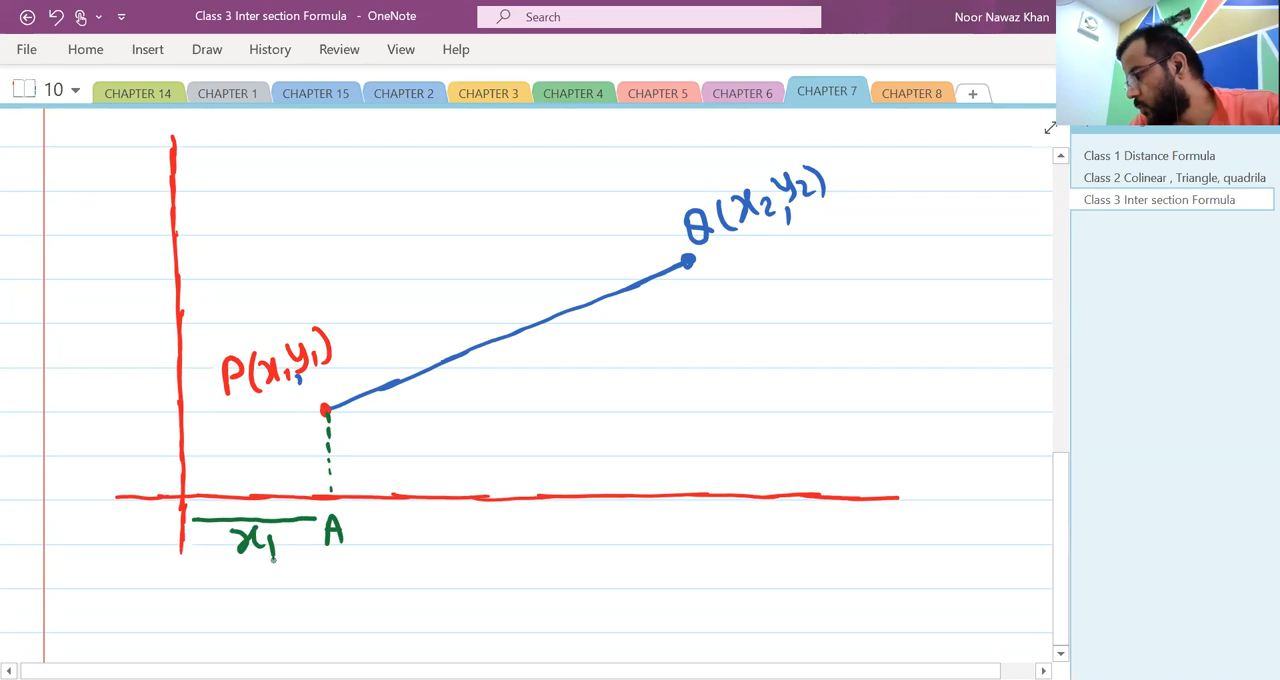 Class 3 Inter section Formula - OneNote
Search
Noor Nawaz Khan
File Home Insert Draw History Review View Help
10 CHAPTER 14 CHAPTER 1 CHAPTER 15 CHAPTER 2 CHAPTER 3 CHAPTER 4 CHAPTER 5 CHAPTER 6 CHAPTER 7 CHAPTER 8 +
Class 1 Distance Formula
Class 2 Colinear , Triangle, quadrila
Class 3 Inter section Formula
Q(x₂,y₂)
P(x₁,y₁)
x₁ A